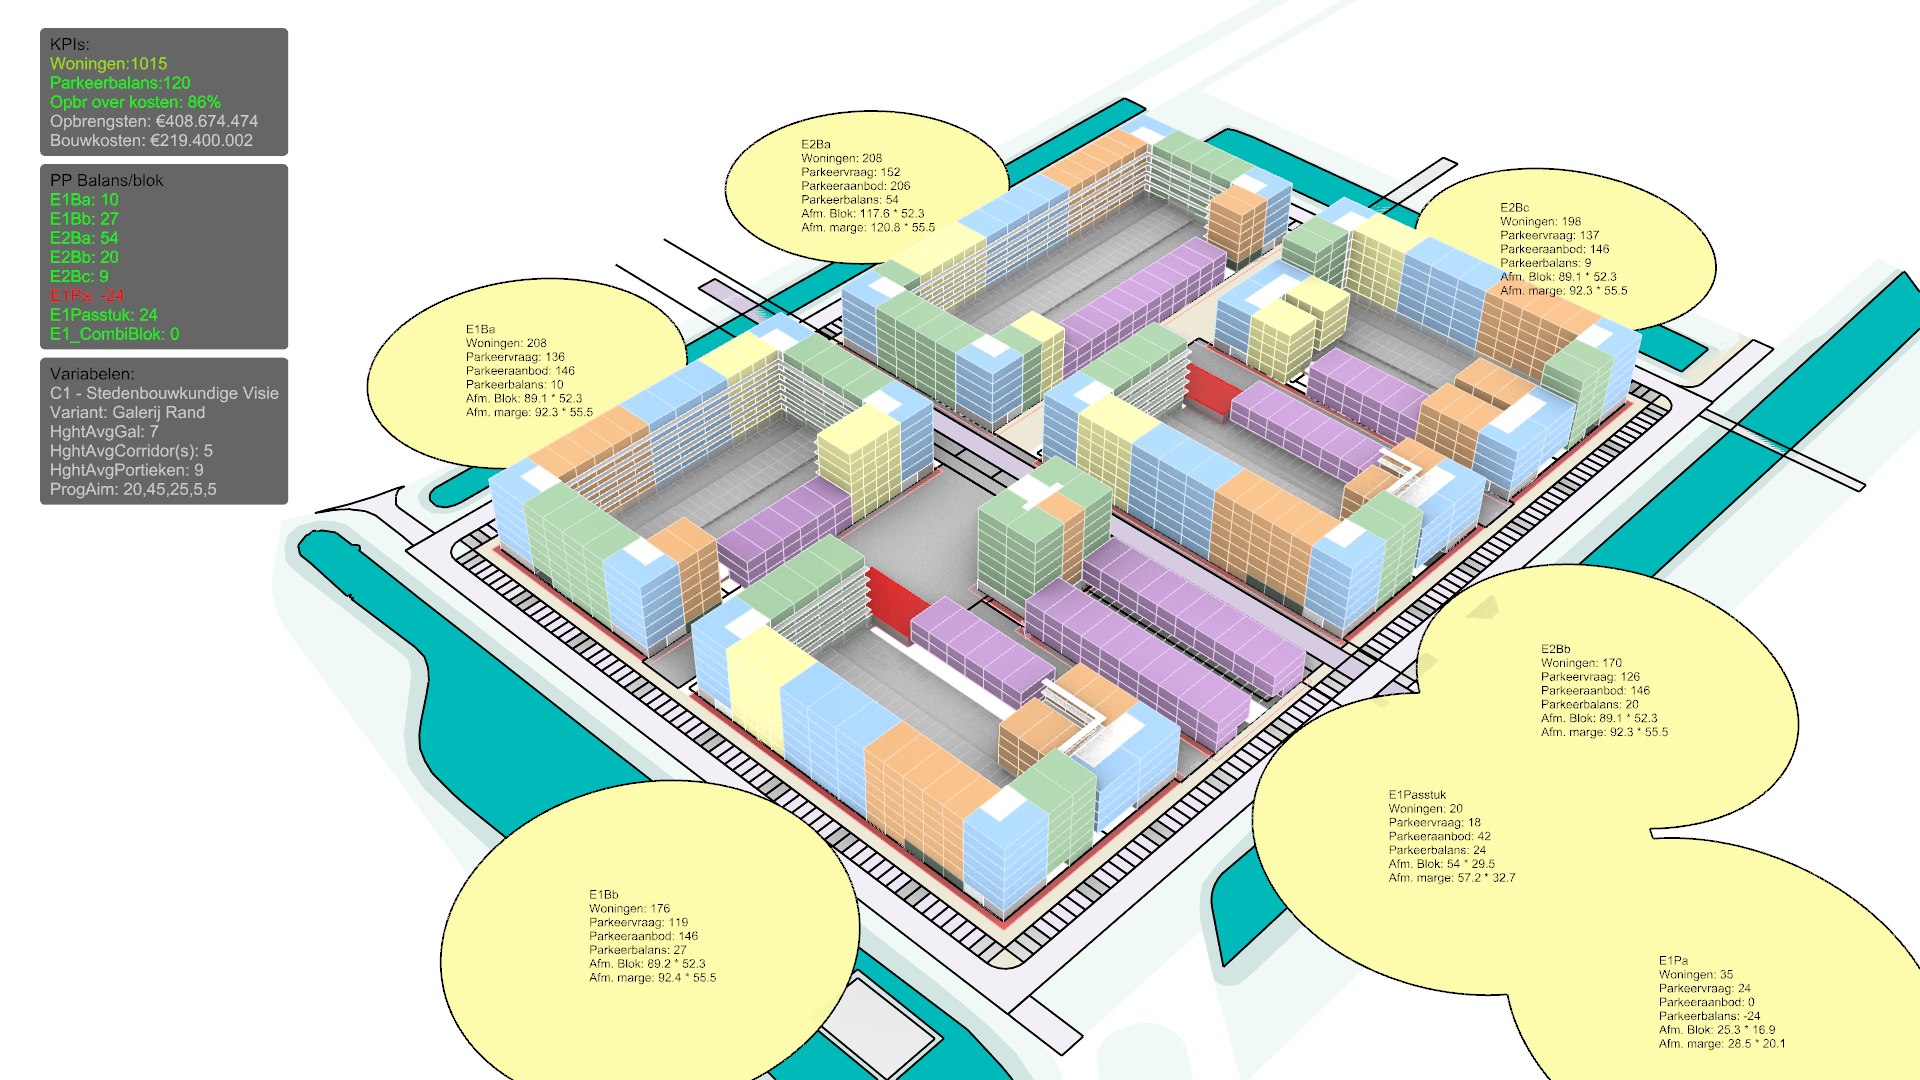 KPIs:
Woningen:1015
Parkeerbalans:120
Opbr over kosten: 86%
Opbrengsten: €408.674.474
Bouwkosten: €219.400.002
PP Balans/blok
E1Ba: 10
E1Bb: 27
E2Ba: 54
E2Bb: 20
E2Bc: 9
E1Pa: -24
E1Passtuk: 24
E1_CombiBlok: 0
Variabelen:
C1 - Stedenbouwkundige Visie
Variant: Galerij Rand
HghtAvgGal: 7
HghtAvgCorridor(s): 5
HghtAvgPortieken: 9
ProgAim: 20,45,25,5,5
E2Ba
Woningen: 208
Parkeervraag: 152
Parkeeraanbod: 206
Parkeerbalans: 54
Afm. Blok: 117.6 * 52.3
Afm. marge: 120.8 * 55.5
E2Bc
Woningen: 198
Parkeervraag: 137
Parkeeraanbod: 146
Parkeerbalans: 9
Afm. Blok: 89.1 * 52.3
Afm. marge: 92.3 * 55.5
E1Ba
Woningen: 208
Parkeervraag: 136
Parkeeraanbod: 146
Parkeerbalans: 10
Afm. Blok: 89.1 * 52.3
Afm. marge: 92.3 * 55.5
E2Bb
Woningen: 170
Parkeervraag: 126
Parkeeraanbod: 146
Parkeerbalans: 20
Afm. Blok: 89.1 * 52.3
Afm. marge: 92.3 * 55.5
E1Passtuk
Woningen: 20
Parkeervraag: 18
Parkeeraanbod: 42
Parkeerbalans: 24
Afm. Blok: 54 * 29.5
Afm. marge: 57.2 * 32.7
E1Bb
Woningen: 176
Parkeervraag: 119
Parkeeraanbod: 146
Parkeerbalans: 27
Afm. Blok: 89.2 * 52.3
Afm. marge: 92.4 * 55.5
E1Pa
Woningen: 35
Parkeervraag: 24
Parkeeraanbod: 0
Parkeerbalans: -24
Afm. Blok: 25.3 * 16.9
Afm. marge: 28.5 * 20.1